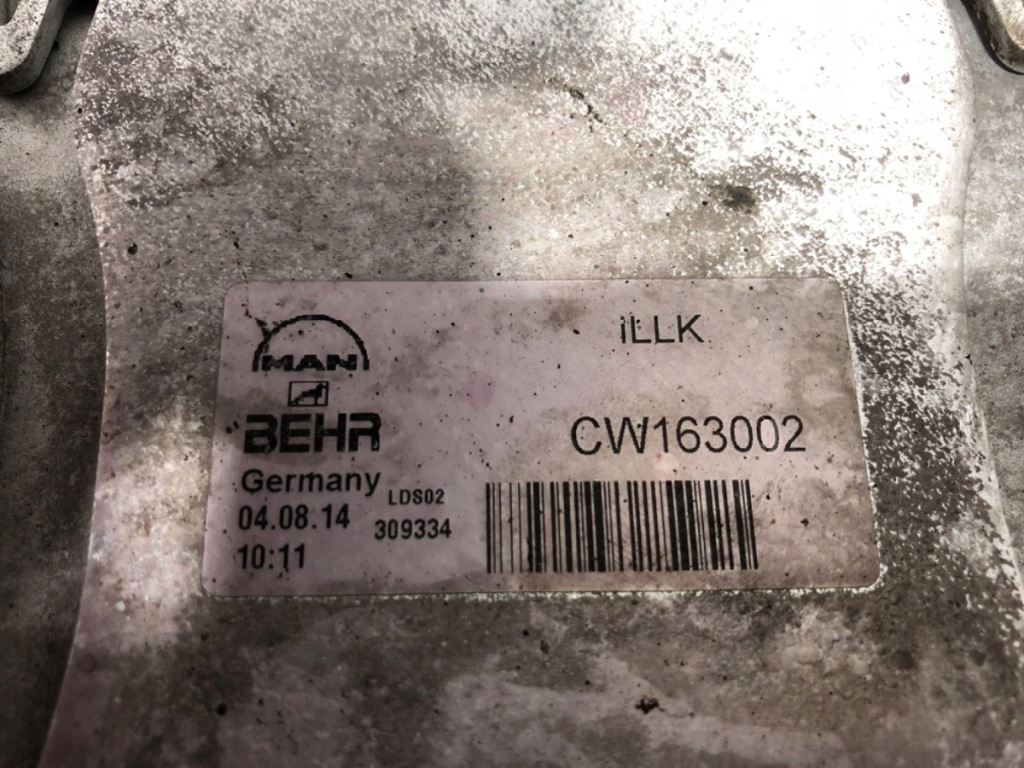 MAN
iLLK
BEHR
CW163002
Germany
LDS02
04.08.14
309334
10:11